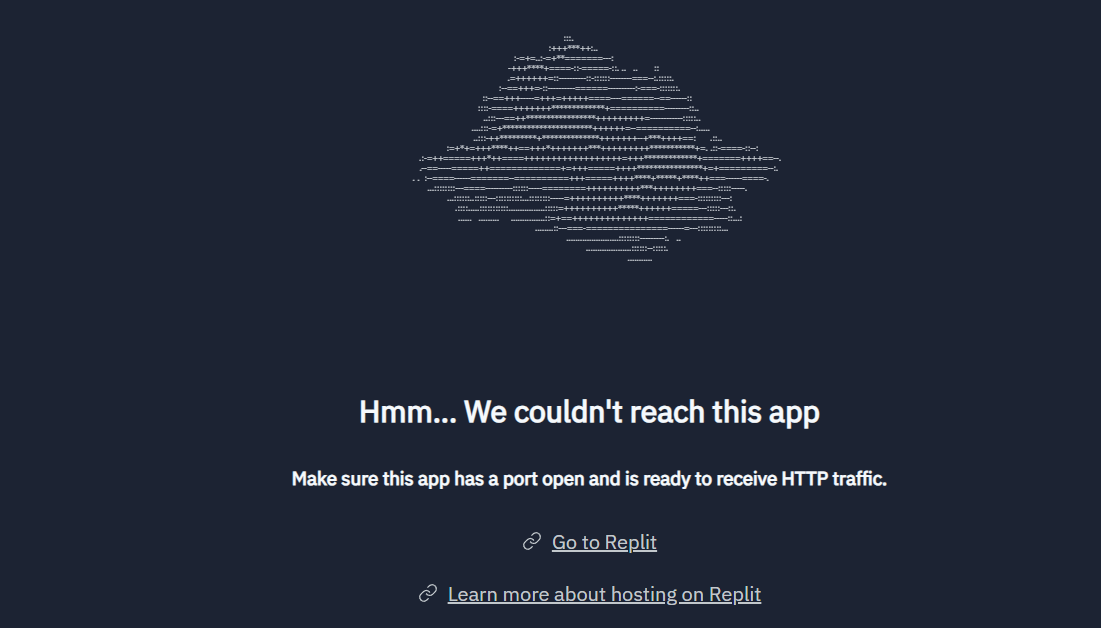 Hmm... We couldn't reach this app
Make sure this app has a port open and is ready to receive HTTP traffic.
Go to Replit
Learn more about hosting on Replit